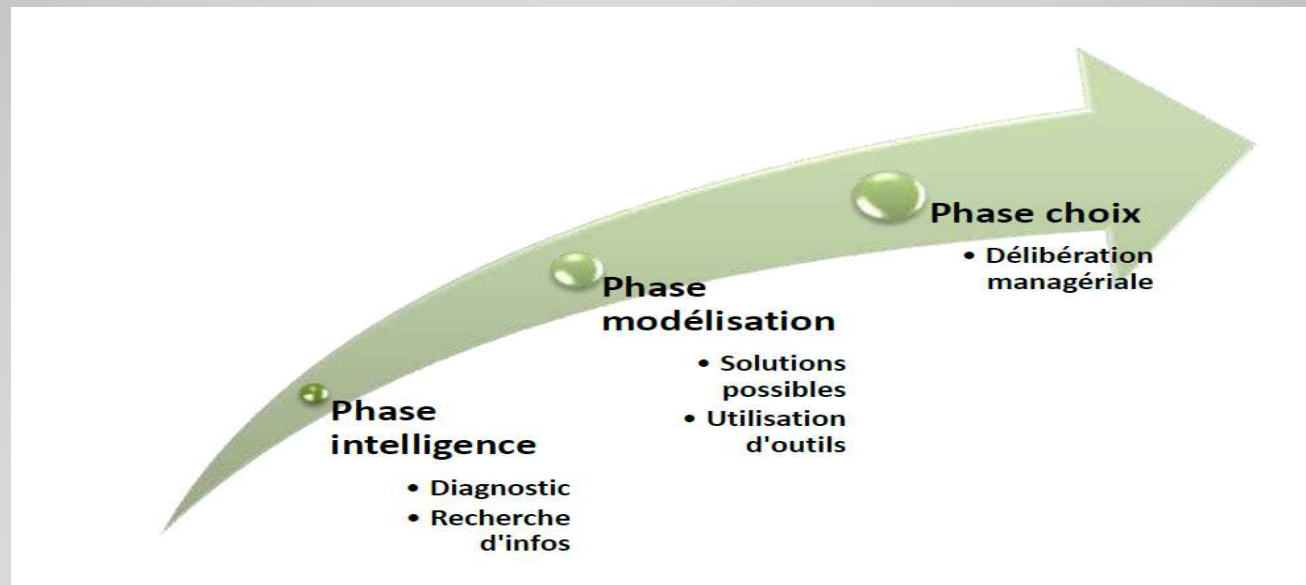 Phase
intelligence
• Diagnostic
• Recherche
d'infos
Phase
modélisation
• Solutions
possibles
• Utilisation
d'outils
Phase choix
• Délibération
managériale